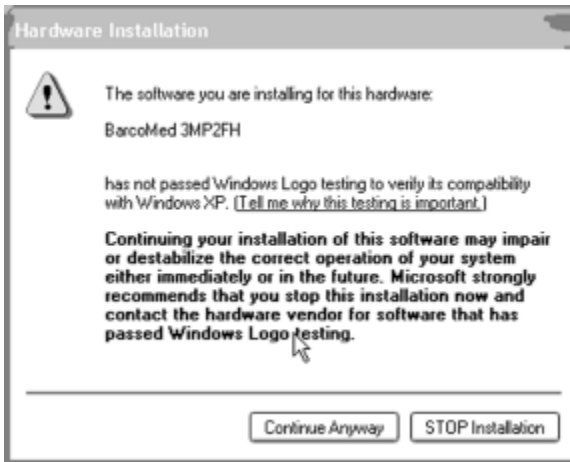 Hardware Installation
The software you are installing for this hardware:
BarcoMed 3MP2FH
has not passed Windows Logo testing to verify its compatibility
with Windows XP. (Tell me why this testing is important.)
Continuing your installation of this software may impair
or destabilize the correct operation of your system
either immediately or in the future. Microsoft strongly
recommends that you stop this installation now and
contact the hardware vendor for software that has
passed Windows Logo testing.
Continue Anyway
STOP Installation